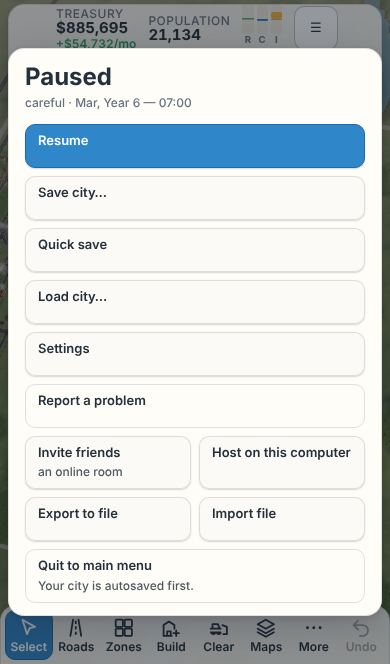 TREASURY
$885,695
+$54,732/mo
POPULATION
21,134
R C I
☰
Paused
careful · Mar, Year 6 — 07:00
Resume
Save city...
Quick save
Load city...
Settings
Report a problem
Invite friends
an online room
Host on this computer
Export to file
Import file
Quit to main menu
Your city is autosaved first.
Select Roads Zones Build Clear Maps More Undo